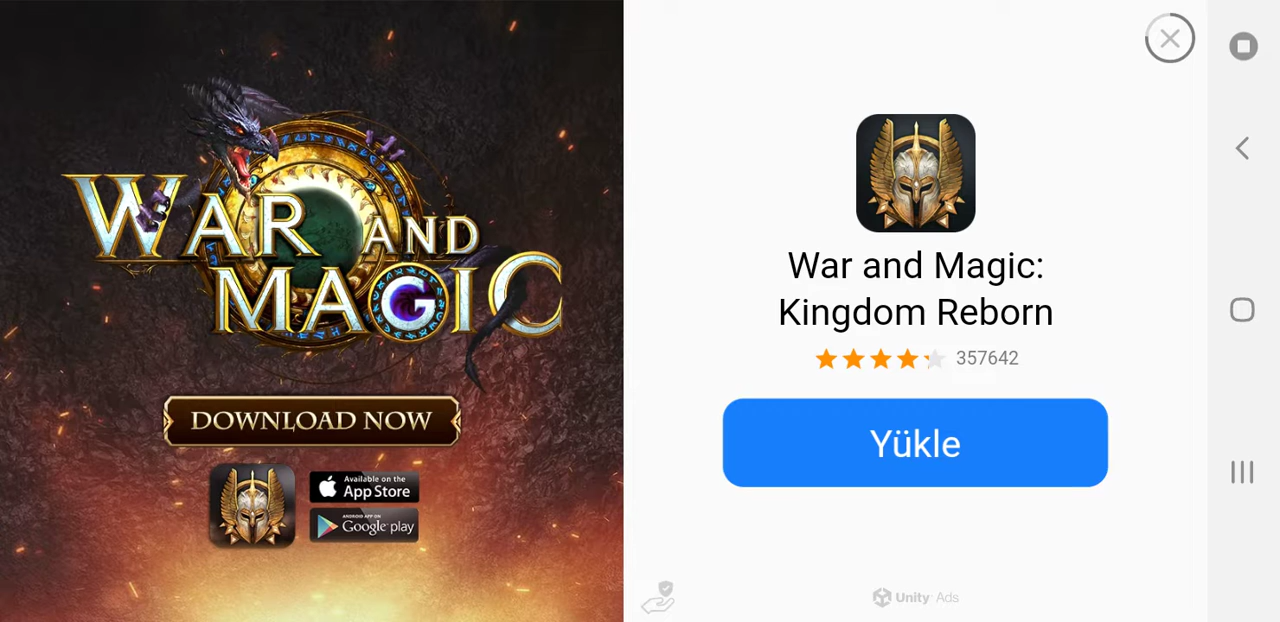 WAR AND
MAGIC
DOWNLOAD NOW
Available on the
App Store
ANDROID APP ON
Google play
War and Magic:
Kingdom Reborn
357642
Yükle
Unity Ads